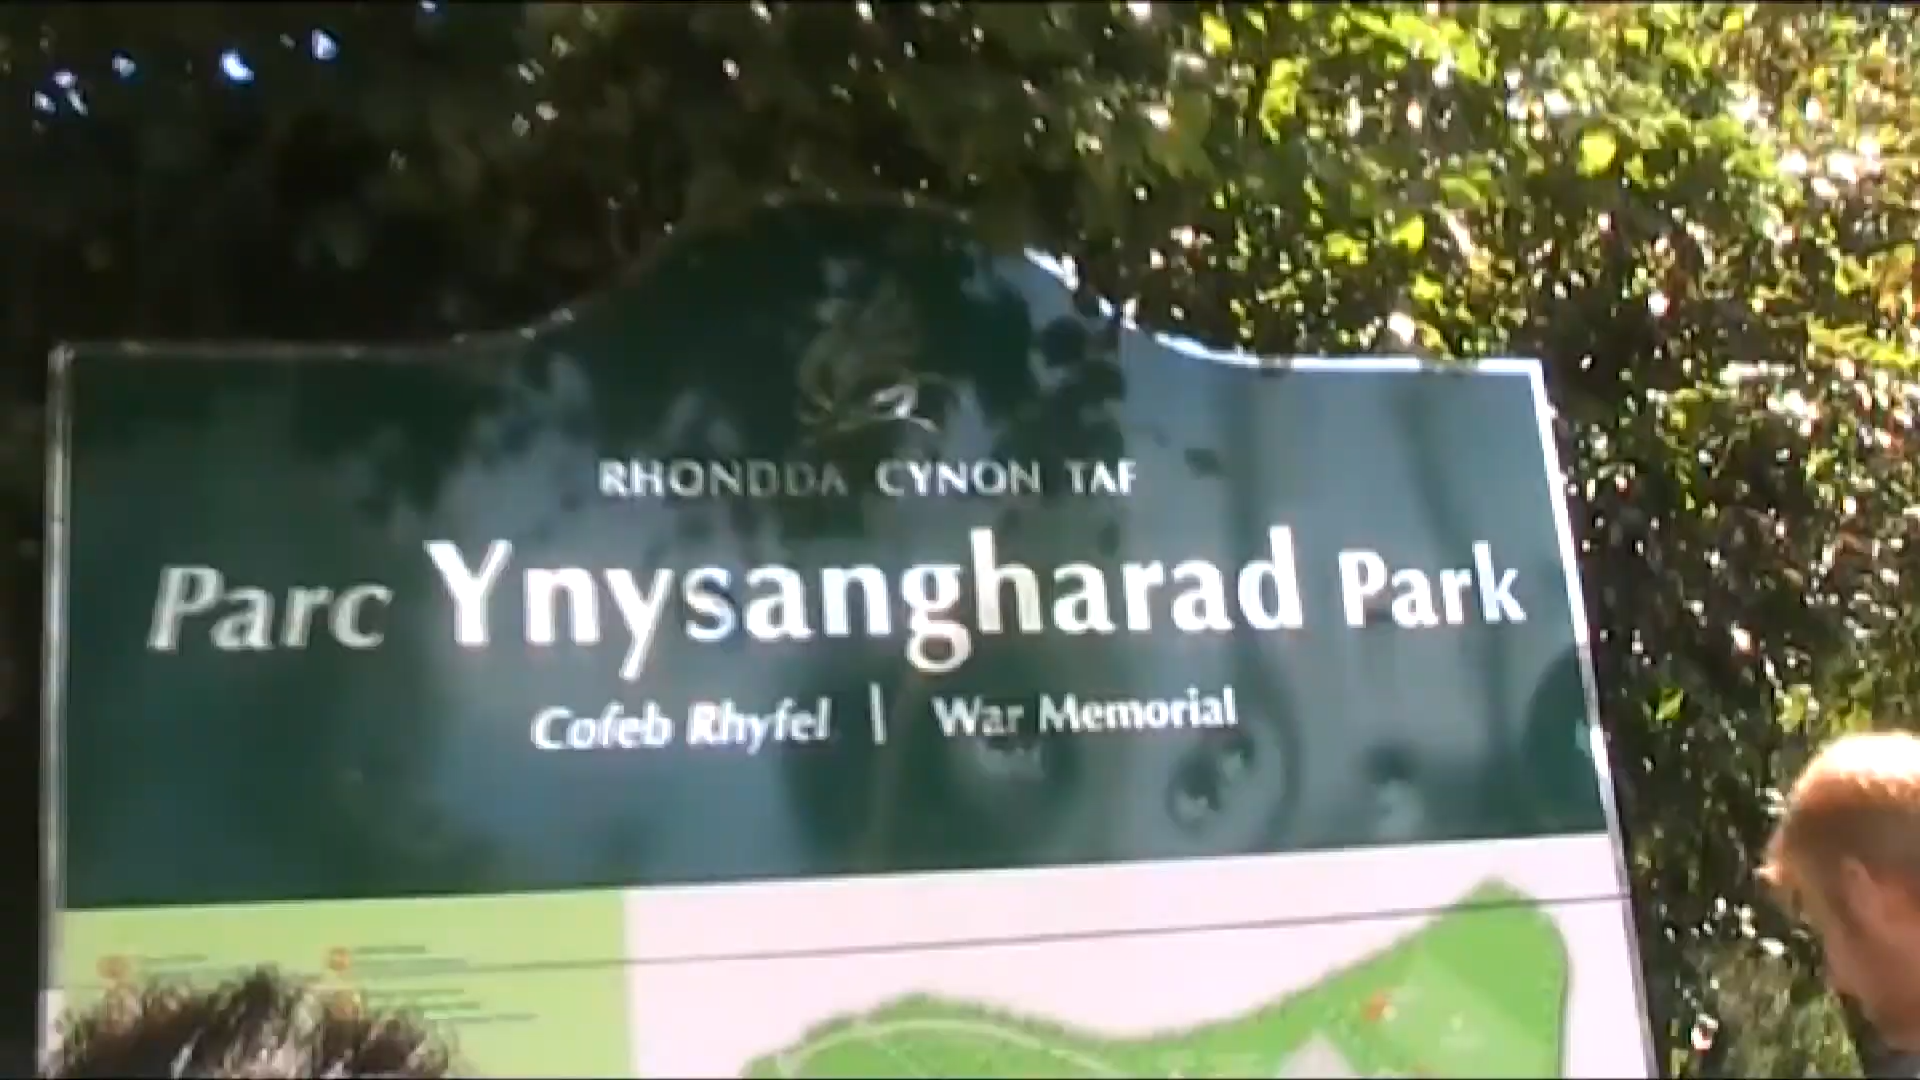 RHONDDA CYNON TAF
Parc Ynysangharad Park
Cofeb Rhyfel | War Memorial